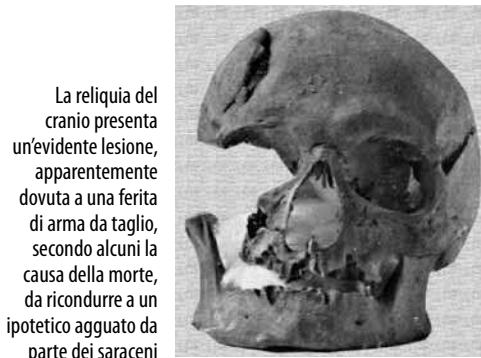 La reliquia del
cranio presenta
un’evidente lesione,
apparentemente
dovuta a una ferita
di arma da taglio,
secondo alcuni la
causa della morte,
da ricondurre a un
ipotetico agguato da
parte dei saraceni